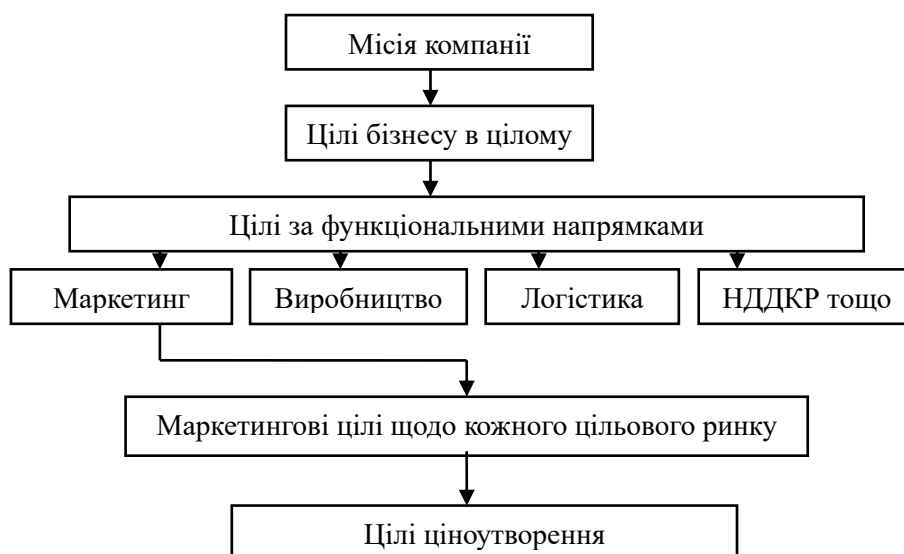 Місія компанії
Цілі бізнесу в цілому
Цілі за функціональними напрямками
Маркетинг
Виробництво
Логістика
НДДКР тощо
Маркетингові цілі щодо кожного цільового ринку
Цілі ціноутворення